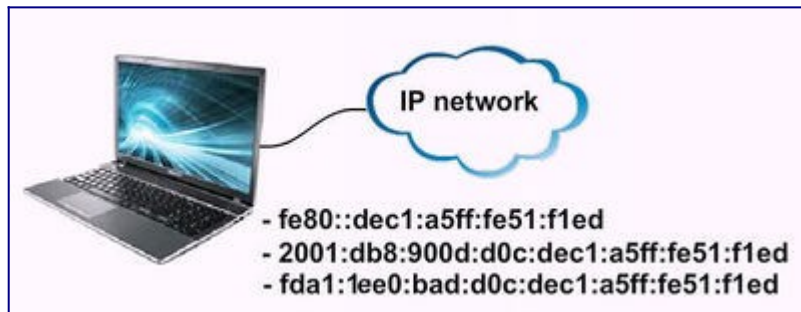 IP network
- fe80::dec1:a5ff:fe51:f1ed
- 2001:db8:900d:d0c:dec1:a5ff:fe51:f1ed
- fda1:1ee0:bad:d0c:dec1:a5ff:fe51:f1ed